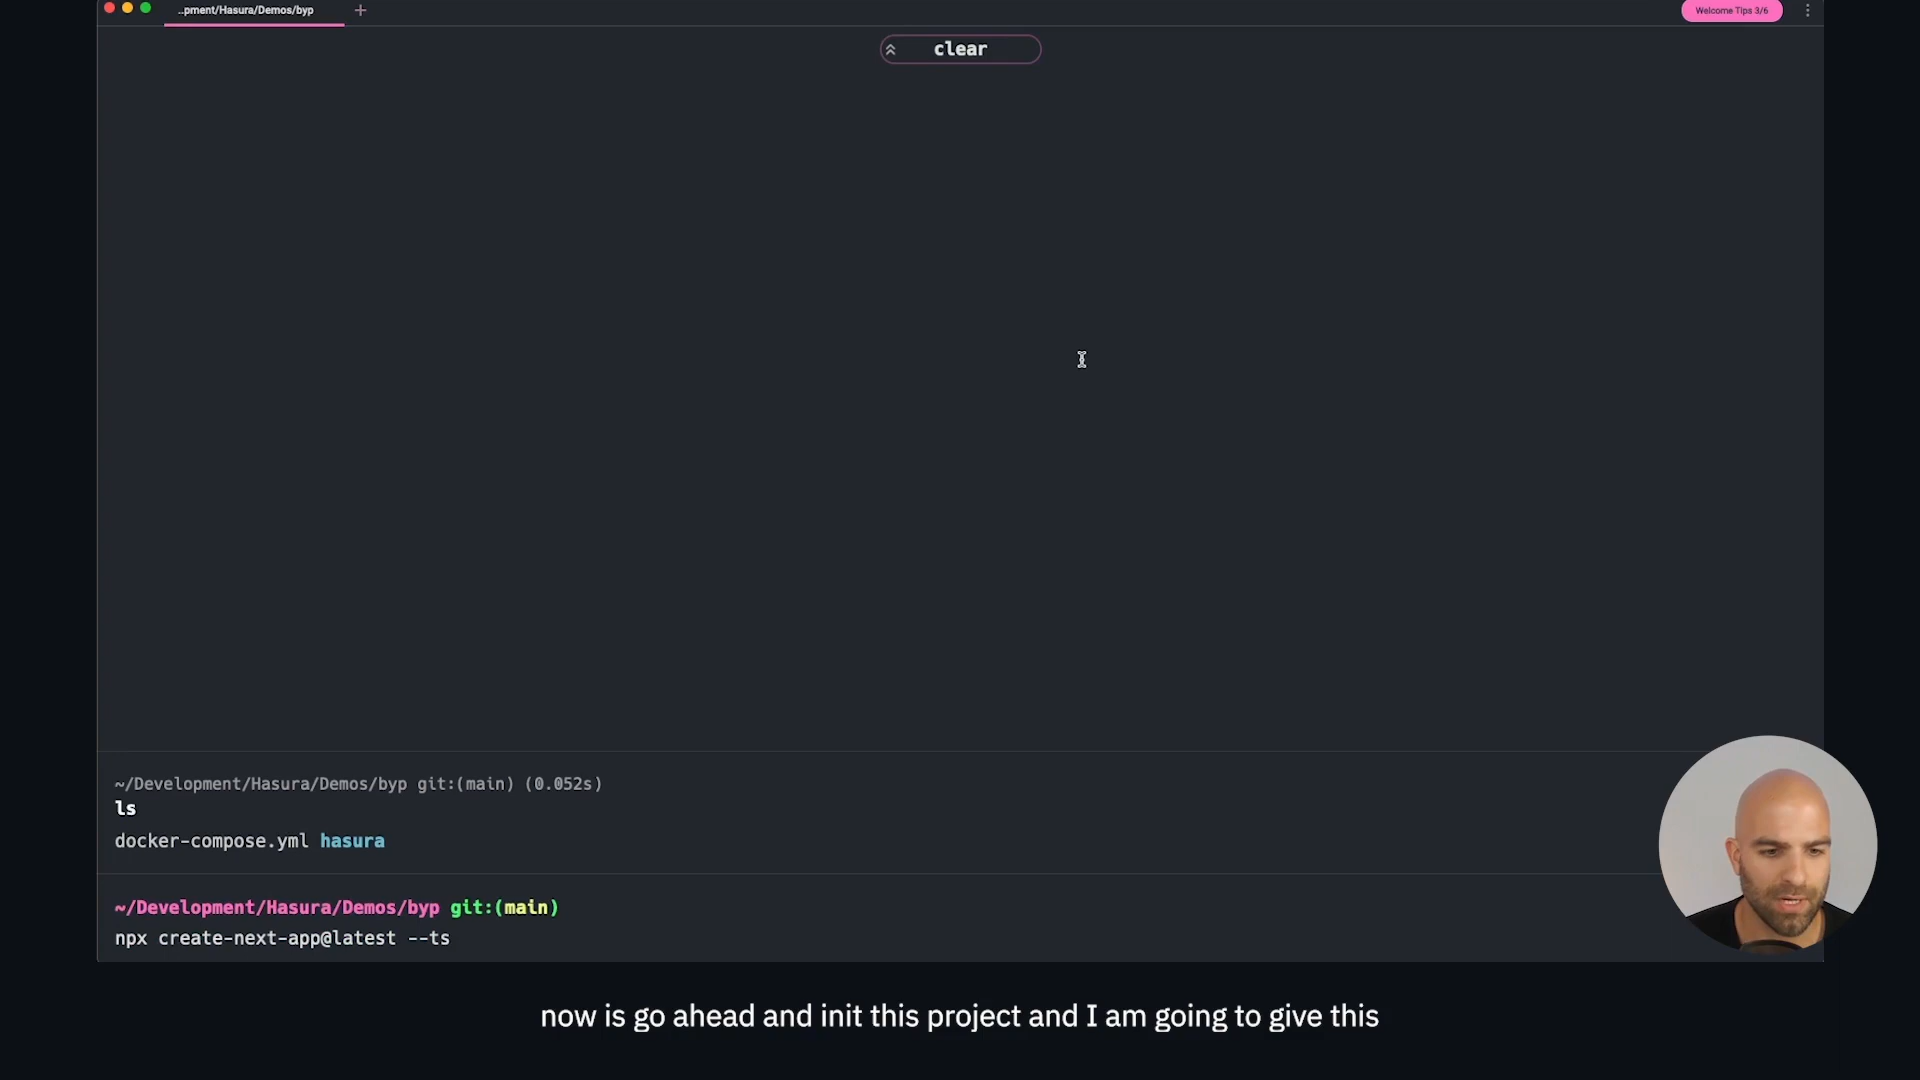 ..pment/Hasura/Demos/byp
Welcome Tips 3/6
clear
~/Development/Hasura/Demos/byp git:(main) (0.052s)
ls
docker-compose.yml hasura
~/Development/Hasura/Demos/byp git:(main)
npx create-next-app@latest --ts
now is go ahead and init this project and I am going to give this